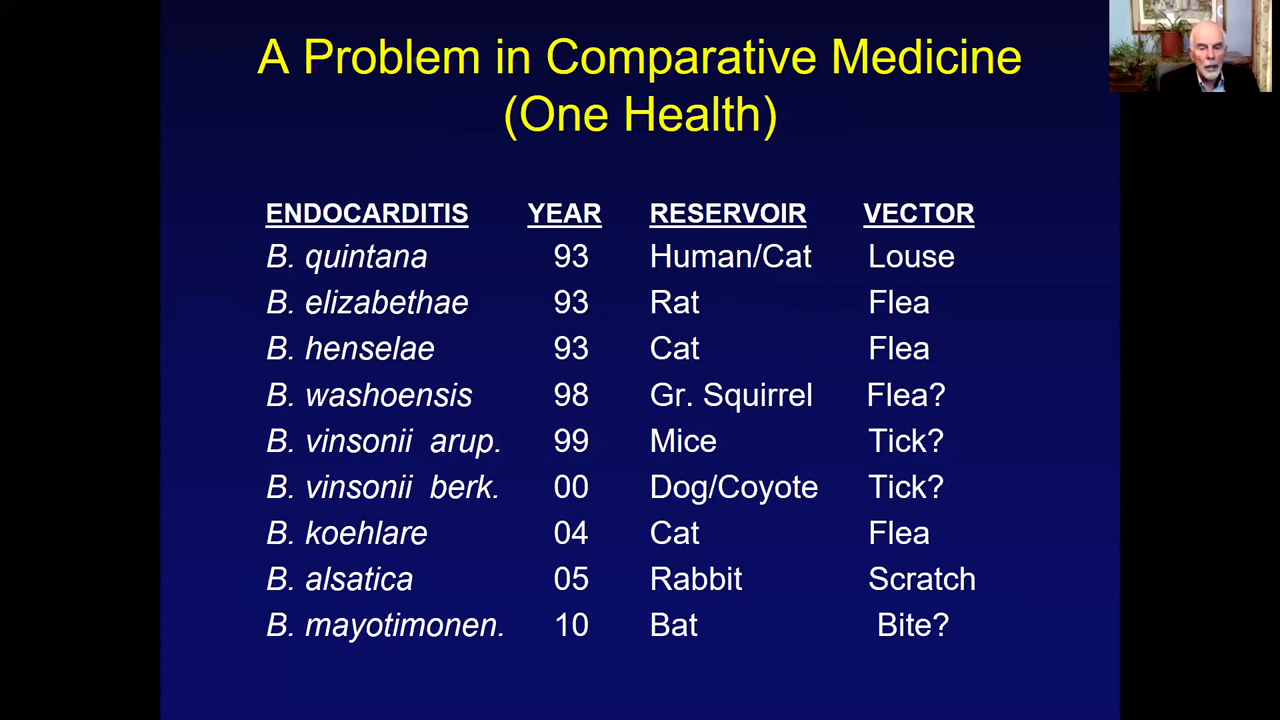 A Problem in Comparative Medicine
(One Health)
ENDOCARDITIS YEAR RESERVOIR VECTOR
B. quintana 93 Human/Cat Louse
B. elizabethae 93 Rat Flea
B. henselae 93 Cat Flea
B. washoensis 98 Gr. Squirrel Flea?
B. vinsonii arup. 99 Mice Tick?
B. vinsonii berk. 00 Dog/Coyote Tick?
B. koehlare 04 Cat Flea
B. alsatica 05 Rabbit Scratch
B. mayotimonen. 10 Bat Bite?